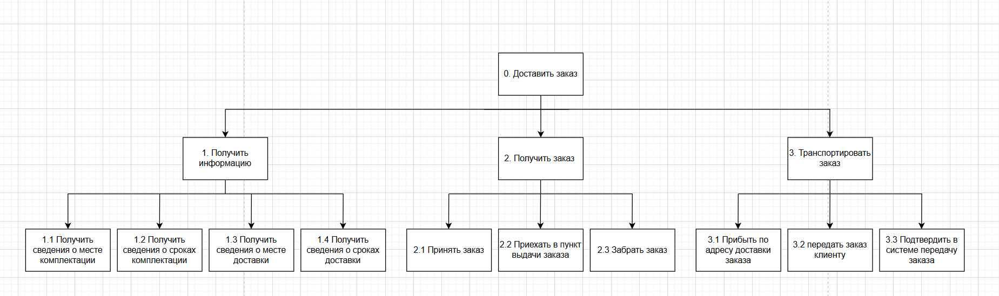 0. Доставить заказ
1. Получить
информацию
2. Получить заказ
3. Транспортировать
заказ
1.1 Получить
сведения о месте
комплектации
1.2 Получить
сведения о сроках
комплектации
1.3 Получить
сведения о месте
доставки
1.4 Получить
сведения о сроках
доставки
2.1 Принять заказ
2.2 Приехать в пункт
выдачи заказа
2.3 Забрать заказ
3.1 Прибыть по
адресу доставки
заказа
3.2 передать заказ
клиенту
3.3 Подтвердить в
системе передачу
заказа